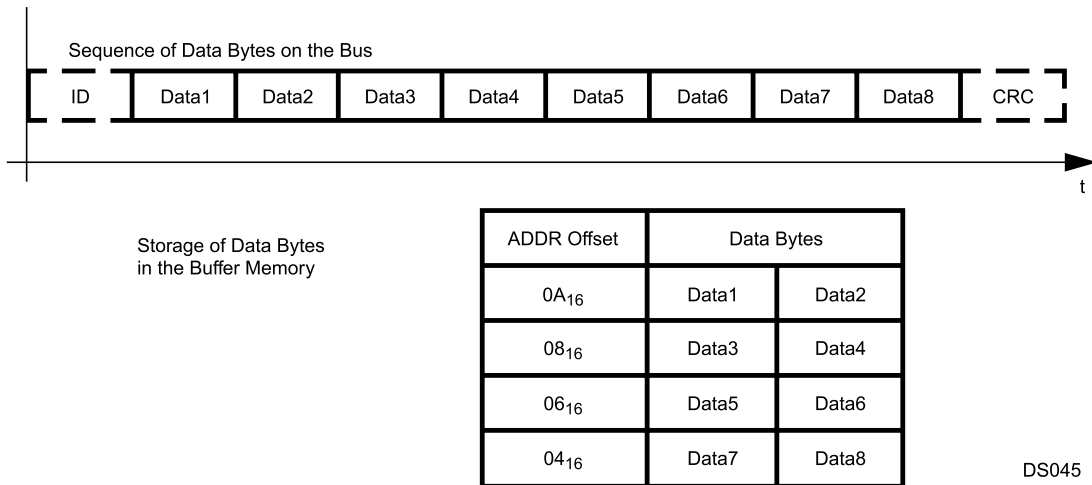 Sequence of Data Bytes on the Bus
ID Data1 Data2 Data3 Data4 Data5 Data6 Data7 Data8 CRC
t
Storage of Data Bytes
in the Buffer Memory
ADDR Offset Data Bytes
0A16 Data1 Data2
0816 Data3 Data4
0616 Data5 Data6
0416 Data7 Data8
DS045